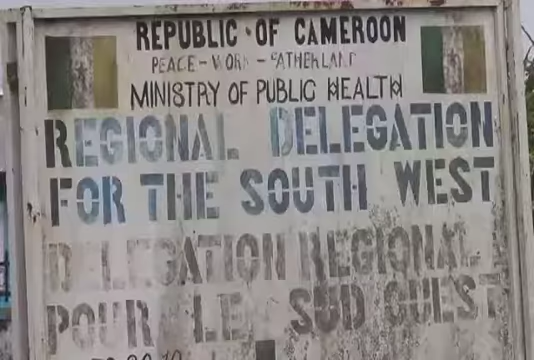 REPUBLIC OF CAMEROON
PEACE - WORK - FATHERLAND
MINISTRY OF PUBLIC HEALTH
REGIONAL DELEGATION
FOR THE SOUTH WEST
DELEGATION REGIONAL
POUR LE SUD OUEST